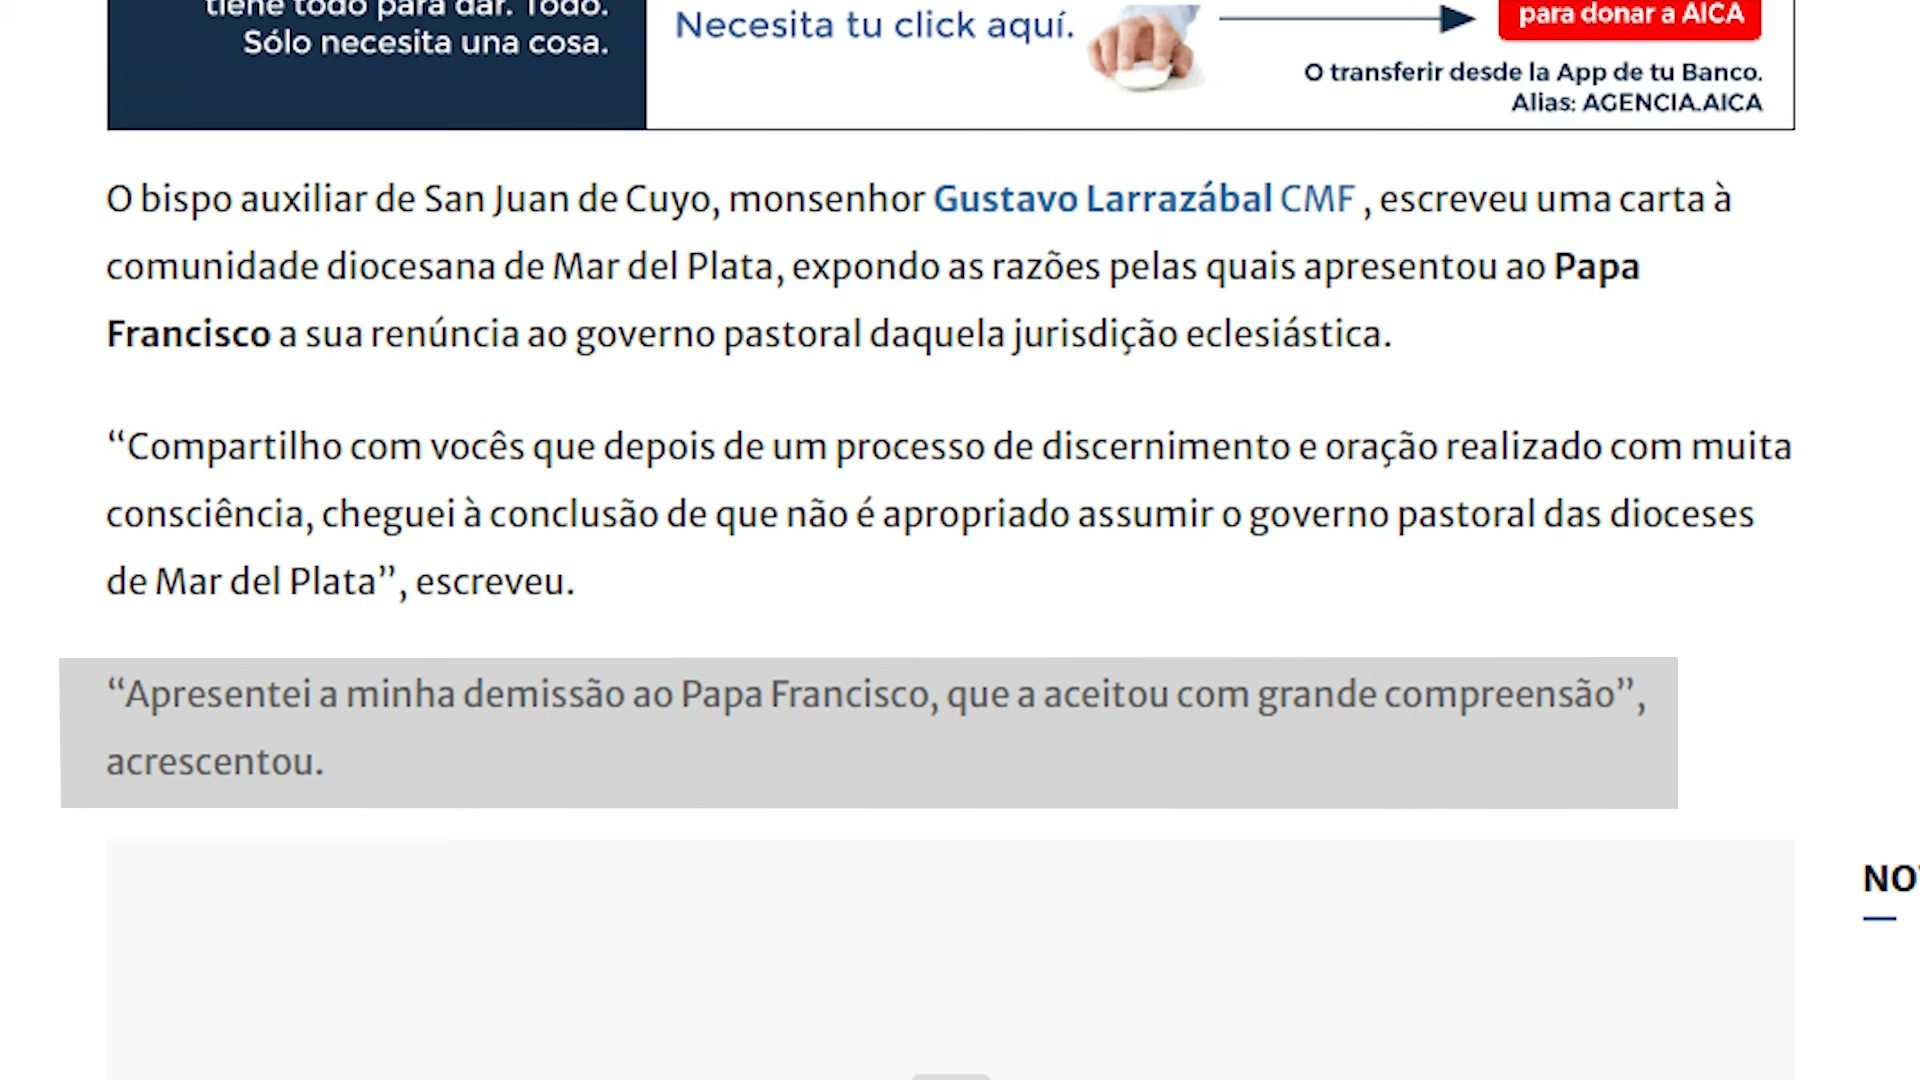 tiene todo para dar. Todo.
Sólo necesita una cosa.
Necesita tu click aquí.
para donar a AICA
O transferir desde la App de tu Banco.
Alias: AGENCIA.AICA
O bispo auxiliar de San Juan de Cuyo, monsenhor Gustavo Larrazábal CMF , escreveu uma carta à
comunidade diocesana de Mar del Plata, expondo as razões pelas quais apresentou ao Papa
Francisco a sua renúncia ao governo pastoral daquela jurisdição eclesiástica.
“Compartilho com vocês que depois de um processo de discernimento e oração realizado com muita
consciência, cheguei à conclusão de que não é apropriado assumir o governo pastoral das dioceses
de Mar del Plata”, escreveu.
“Apresentei a minha demissão ao Papa Francisco, que a aceitou com grande compreensão”,
acrescentou.